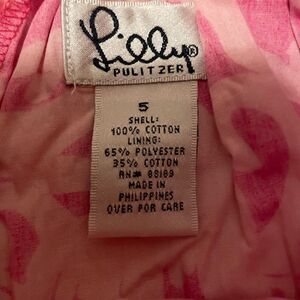 Lilly®
PULITZER
5
SHELL:
100% COTTON
LINING:
65% POLYESTER
35% COTTON
RN# 88189
MADE IN
PHILIPPINES
OVER FOR CARE